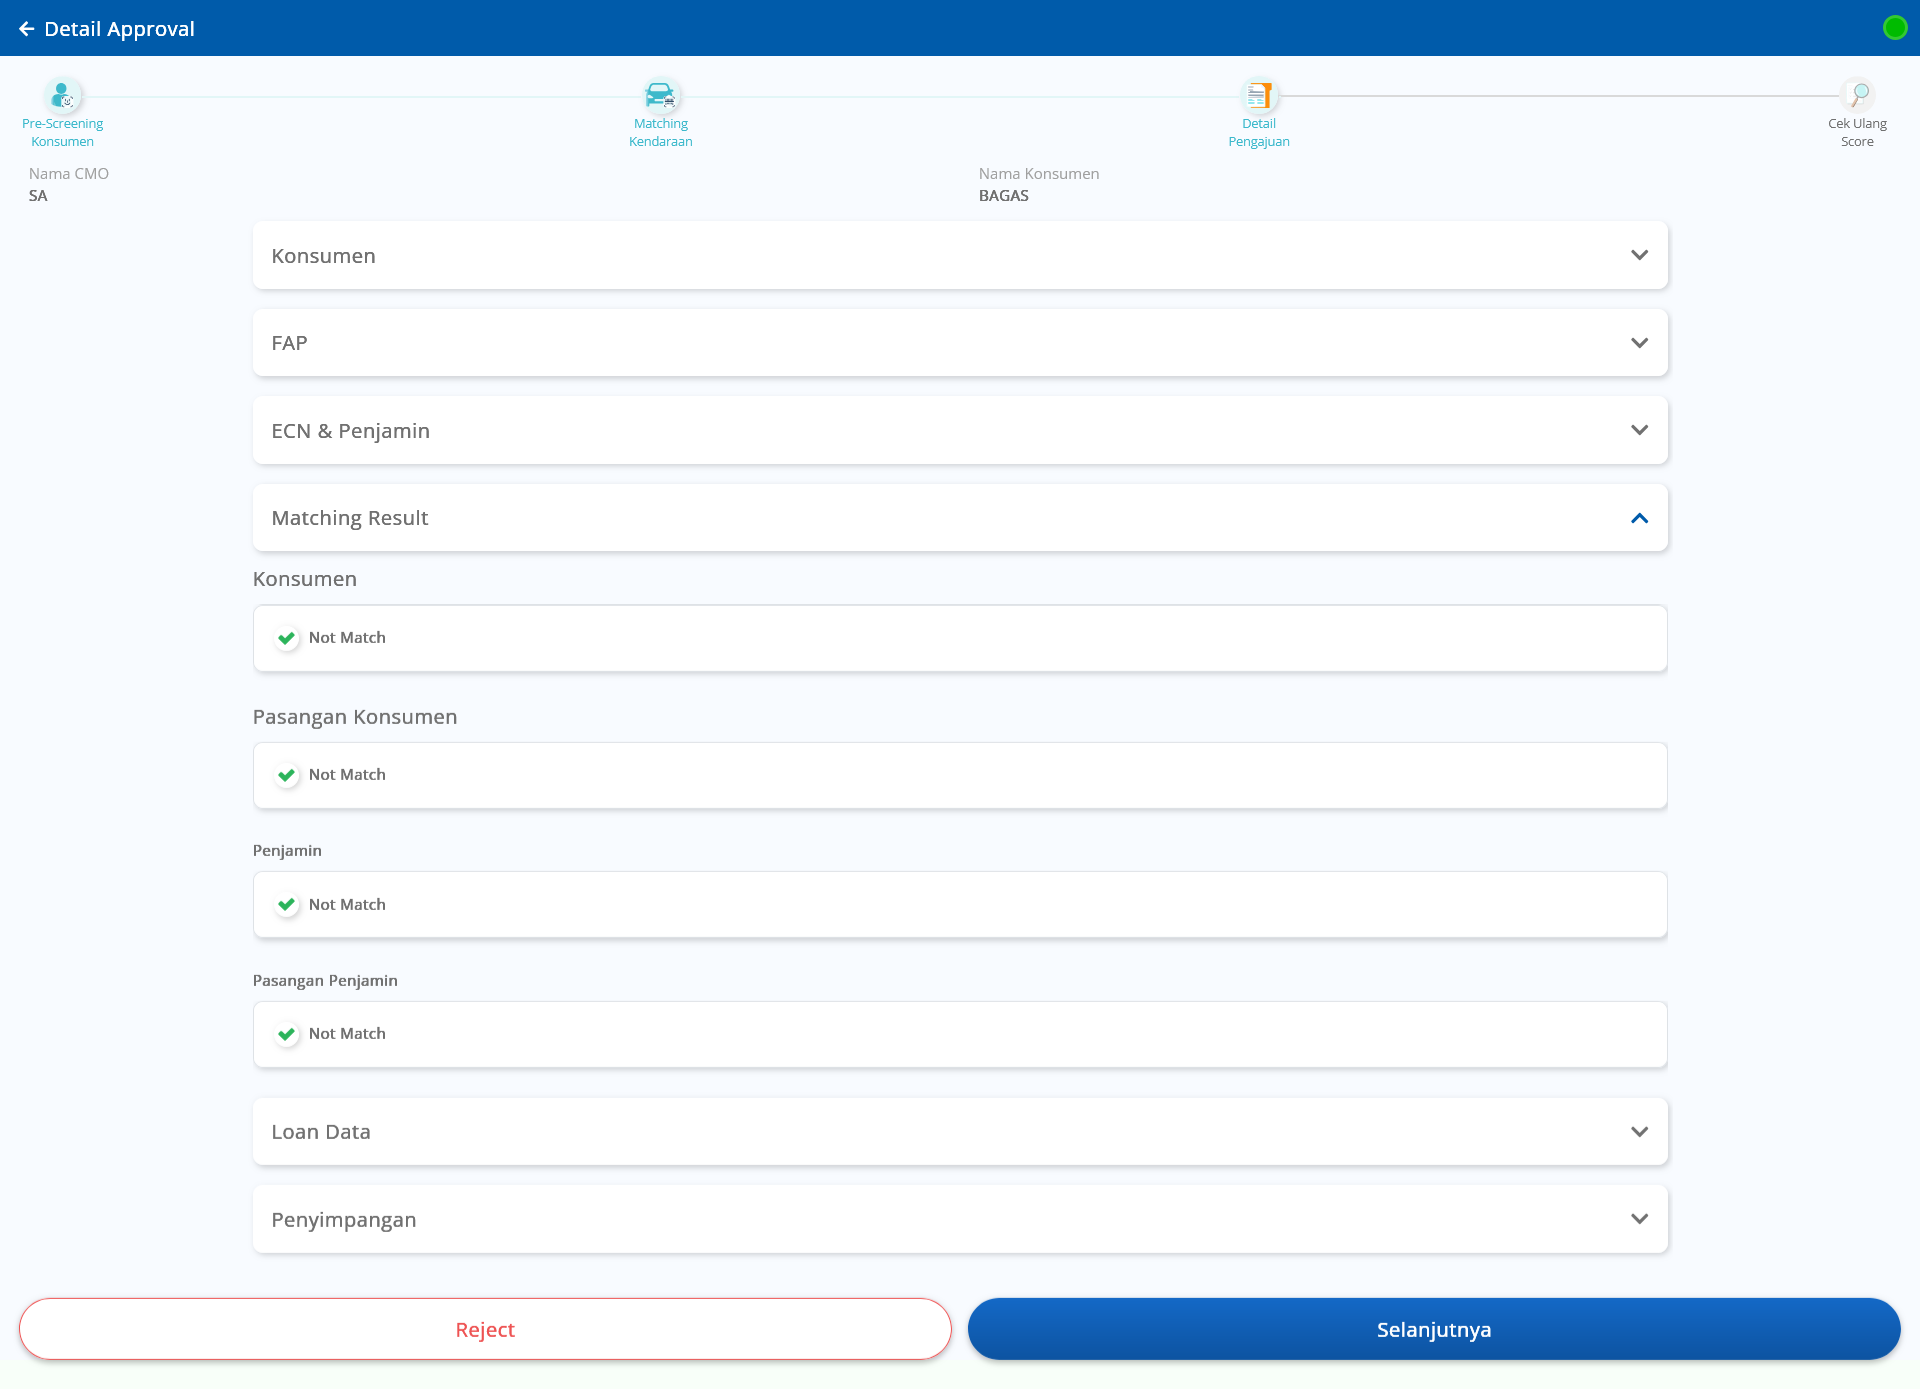 Detail Approval
Pre-Screening
Konsumen
Matching
Kendaraan
Detail
Pengajuan
Cek Ulang
Score
Nama CMO
SA
Nama Konsumen
BAGAS
Konsumen
FAP
ECN & Penjamin
Matching Result
Konsumen
Not Match
Pasangan Konsumen
Not Match
Penjamin
Not Match
Pasangan Penjamin
Not Match
Loan Data
Penyimpangan
Reject
Selanjutnya